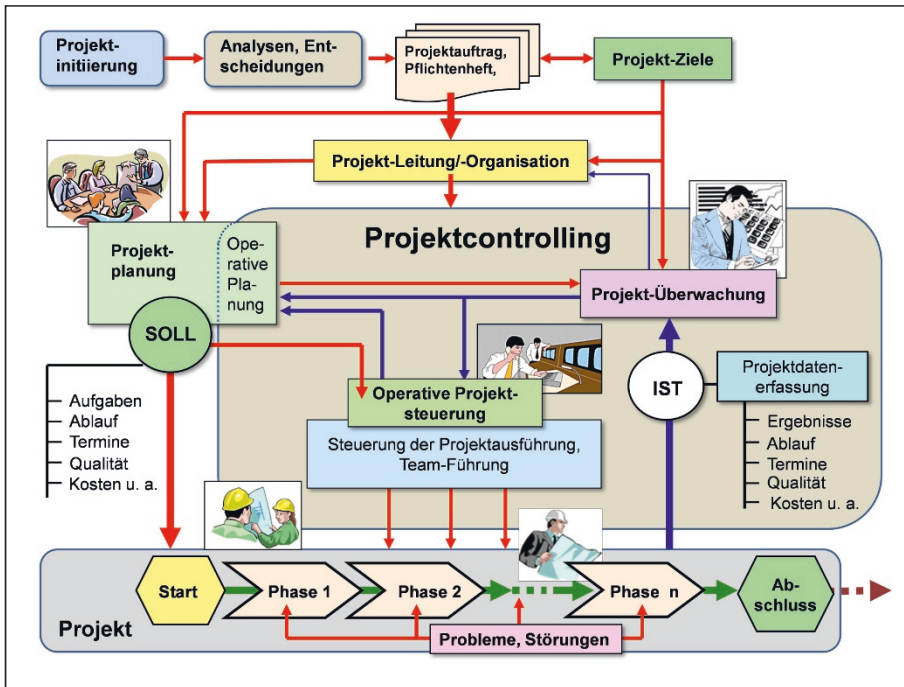 Projekt-
initiierung
Analysen, Ent-
scheidungen
Projektauftrag,
Pflichtenheft,
Projekt-Ziele
Projekt-Leitung/-Organisation
Projektcontrolling
Projekt-
planung
Ope-
rative
Pla-
nung
Projekt-Überwachung
SOLL
Aufgaben
Ablauf
Termine
Qualität
Kosten u. a.
Operative Projekt-
steuerung
Steuerung der Projektausführung,
Team-Führung
IST
Projektdaten-
erfassung
Ergebnisse
Ablauf
Termine
Qualität
Kosten u. a.
Start
Phase 1
Phase 2
Phase n
Ab-
schluss
Projekt
Probleme, Störungen